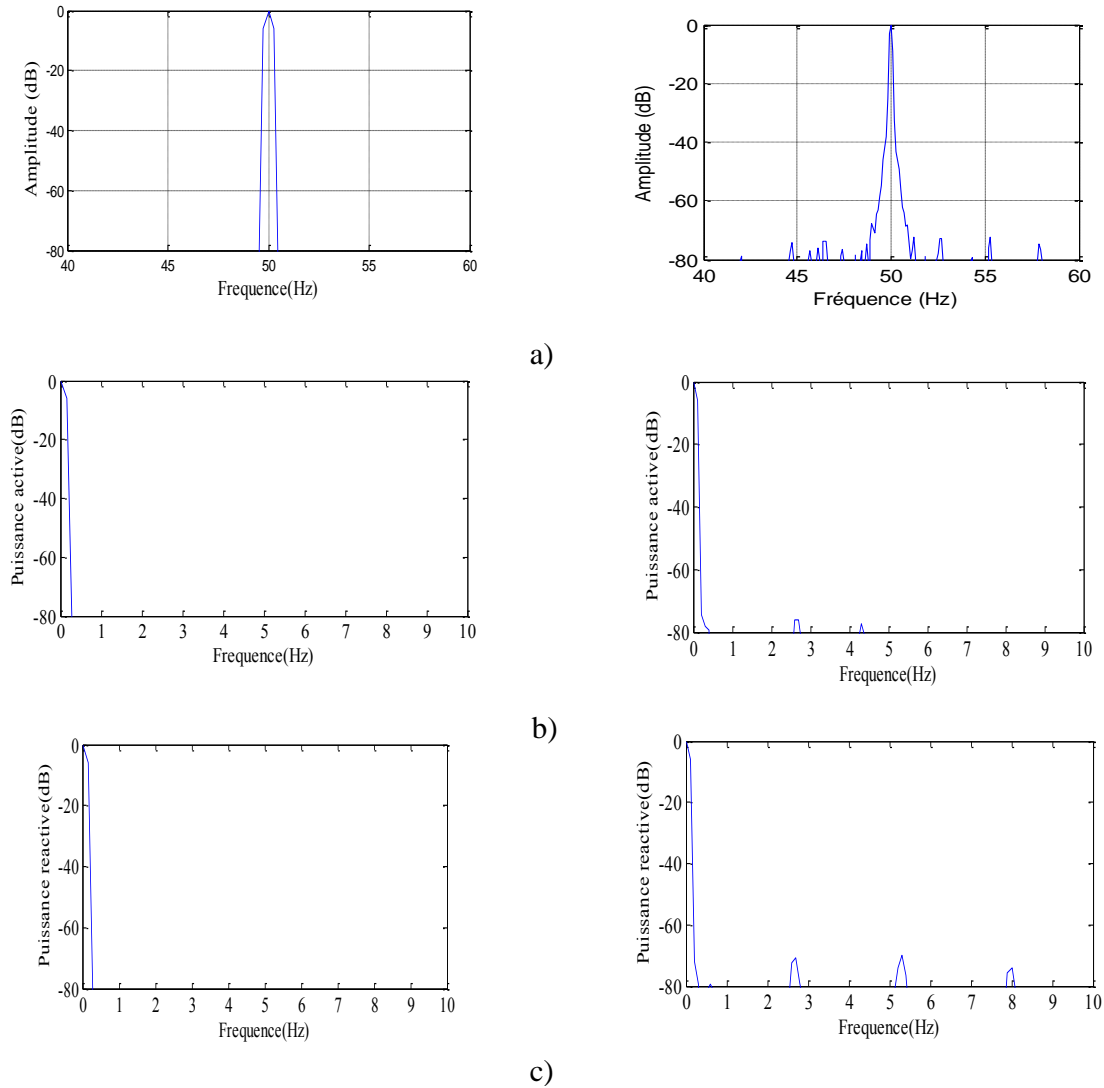 Amplitude (dB)
0
-20
-40
-60
-80
40 45 50 55 60
Frequence(Hz)
Amplitude (dB)
0
-20
-40
-60
-80
40 45 50 55 60
Fréquence (Hz)
a)
Puissance active(dB)
0
-20
-40
-60
-80
0 1 2 3 4 5 6 7 8 9 10
Frequence(Hz)
Puissance active(dB)
0
-20
-40
-60
-80
0 1 2 3 4 5 6 7 8 9 10
Frequence(Hz)
b)
Puissance reactive(dB)
0
-20
-40
-60
-80
0 1 2 3 4 5 6 7 8 9 10
Frequence(Hz)
Puissance reactive(dB)
0
-20
-40
-60
-80
0 1 2 3 4 5 6 7 8 9 10
Frequence(Hz)
c)